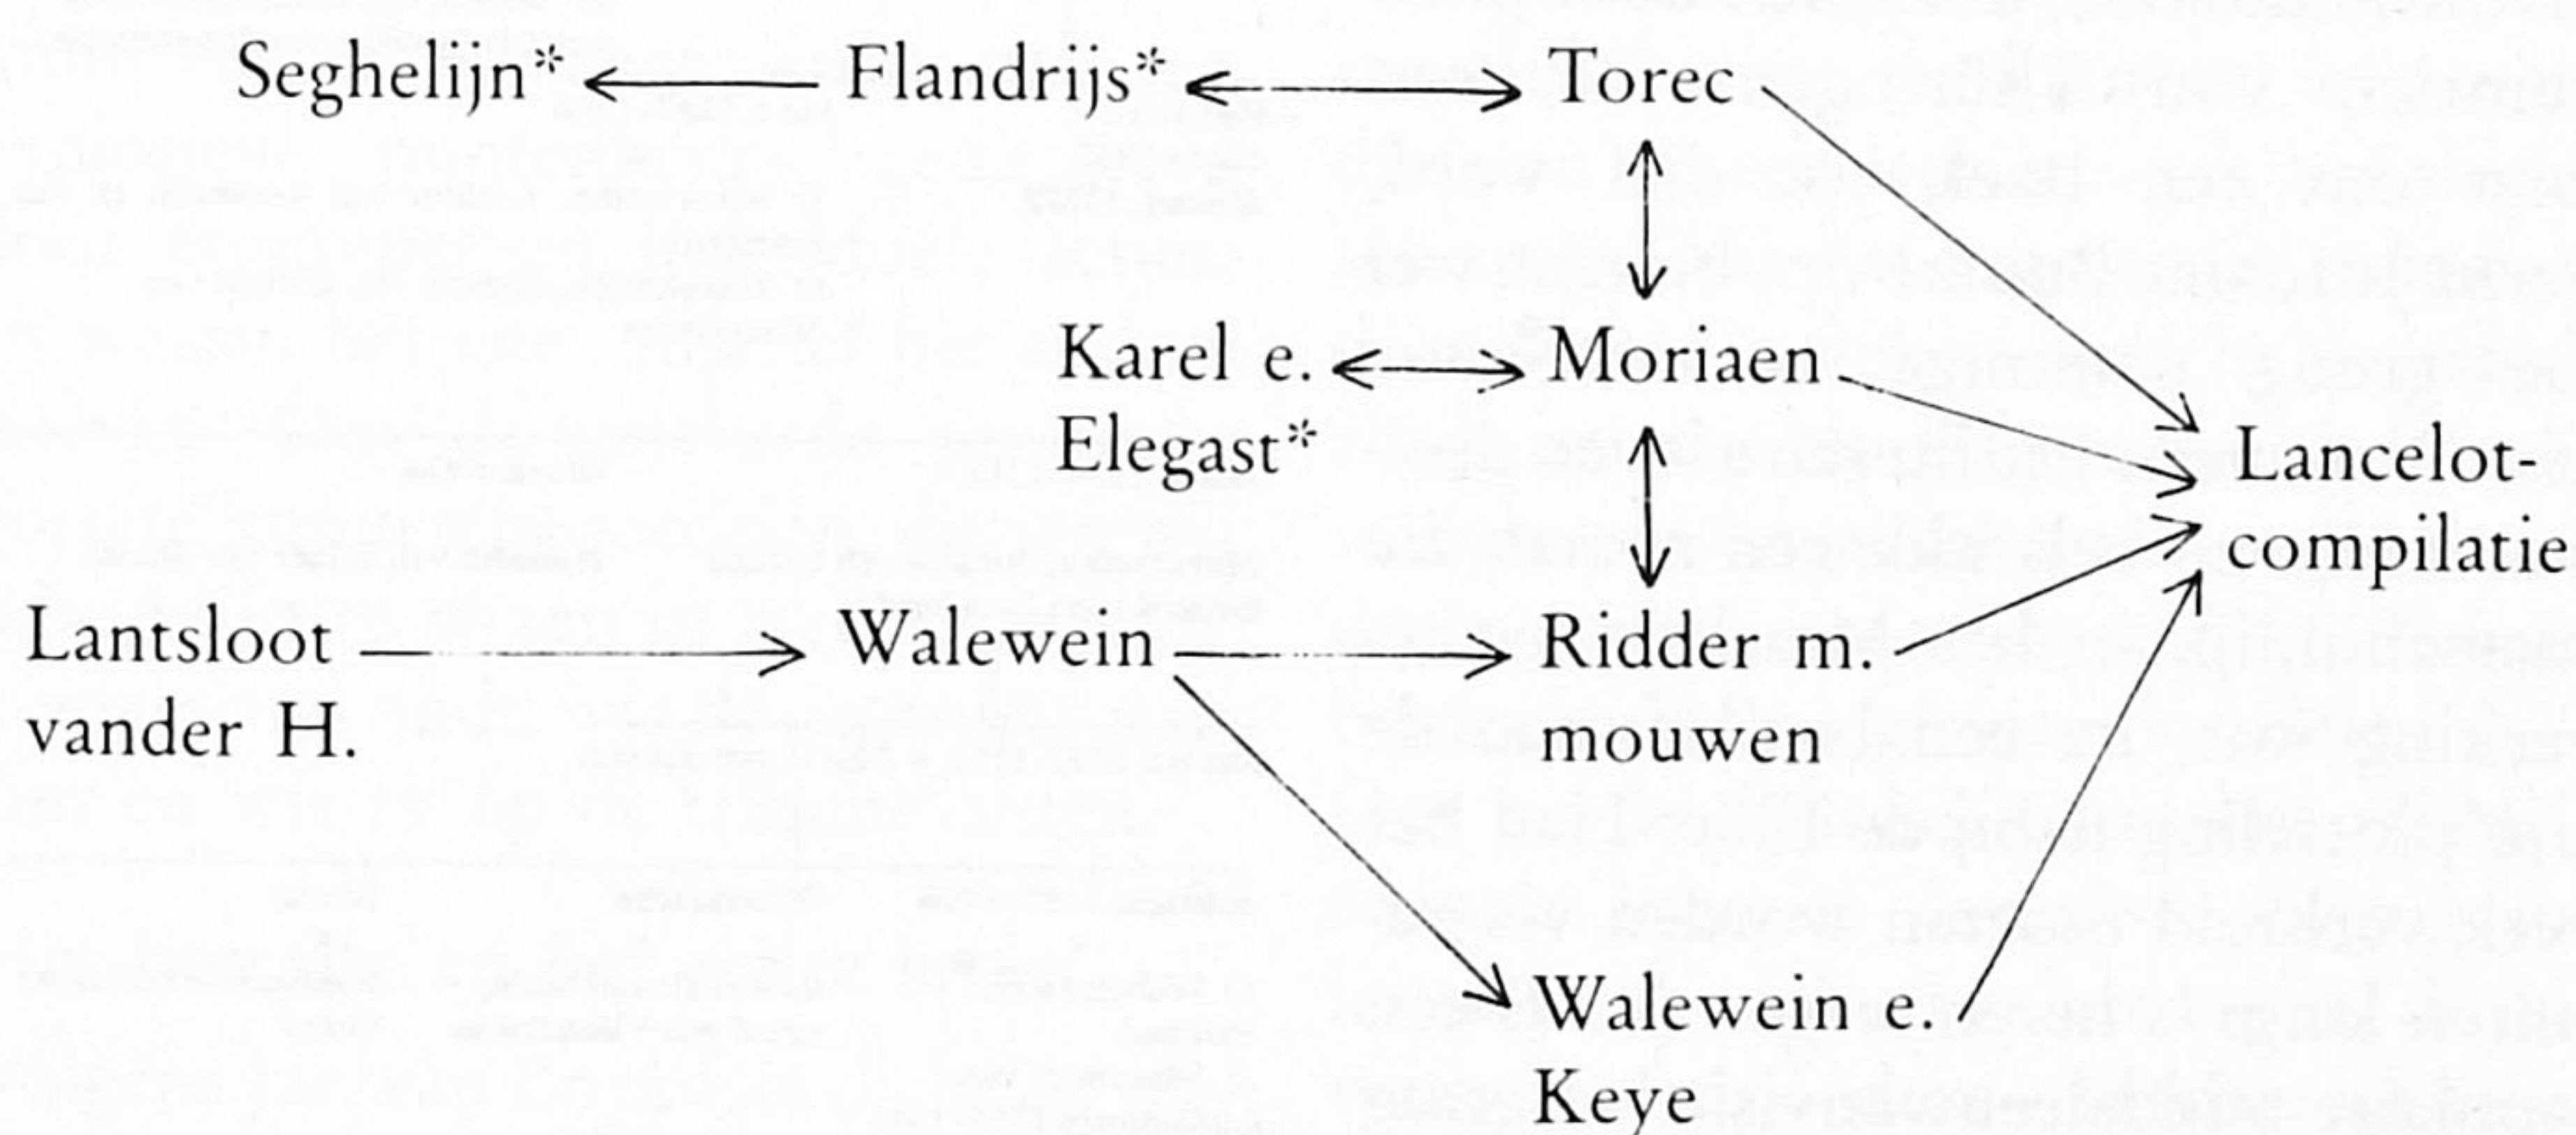 Seghelijn* Flandrijs* Torec
Karel e. Moriaen
Elegast*
Lancelot-
compilatie
Lantsloot Walewein Ridder m.
vander H. mouwen
Walewein e.
Keye